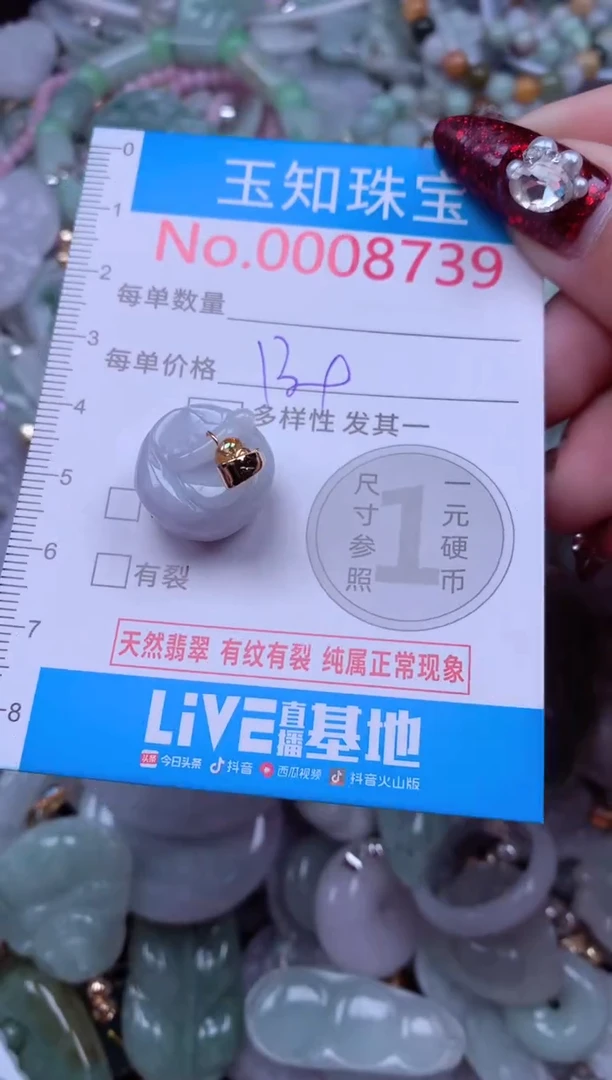 0
玉知珠宝
1
No.0008739
2
每单数量
3
每单价格
4
多样性 发其一
5
尺寸参照
1
一元硬币
6
有裂
7
天然翡翠 有纹有裂 纯属正常现象
8
LiVE直播基地
头条 今日头条 抖音 西瓜视频 抖音火山版